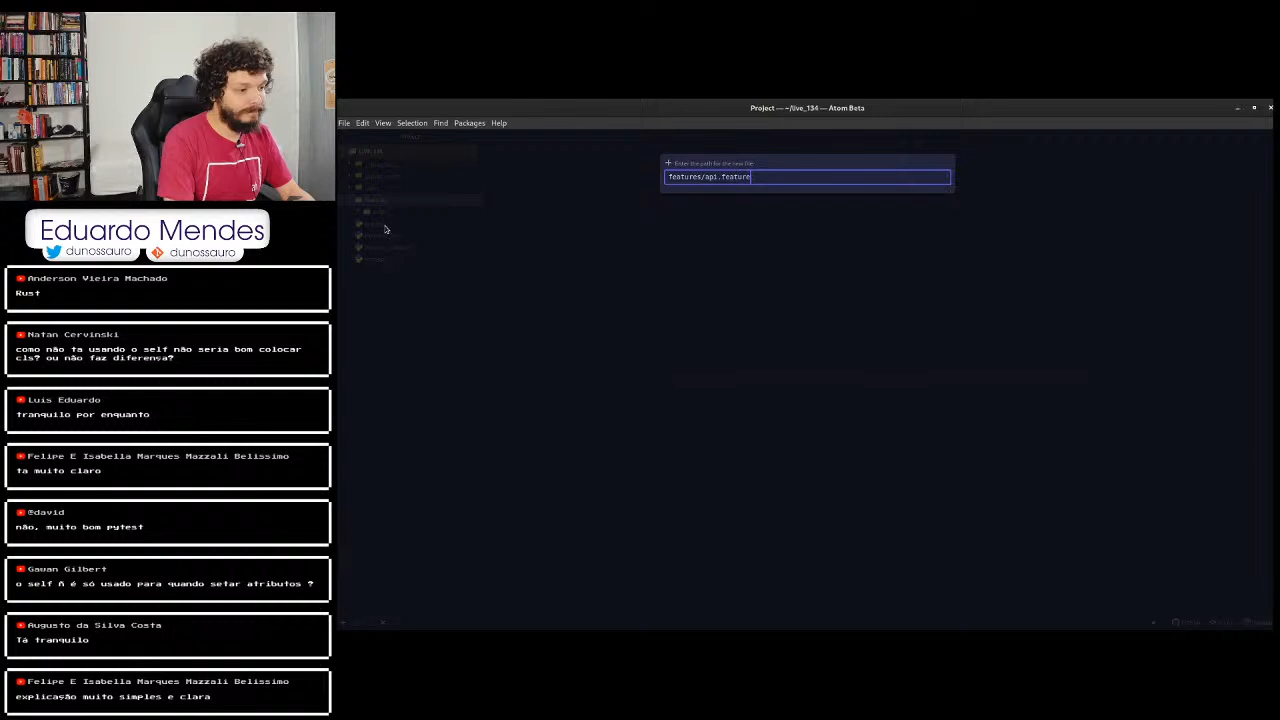 Eduardo Mendes
dunossauro
dunossauro
Anderson Vieira Machado
Rust
Natan Cervinski
como não ta usando o self não seria bom colocar
cls? ou não faz diferença?
Luis Eduardo
tranquilo por enquanto
Felipe E Isabella Marques Mazzali Belissimo
ta muito claro
@david
não, muito bom pytest
Gawan Gilbert
o self ñ é só usado para quando setar atributos ?
Augusto da Silva Costa
Tá tranquilo
Felipe E Isabella Marques Mazzali Belissimo
explicação muito simples e clara
Project — ~/live_134 — Atom Beta
File Edit View Selection Find Packages Help
Enter the path for the new file
features/api.feature